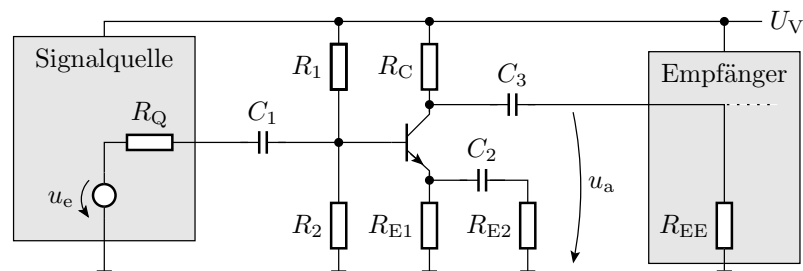 U_V
Signalquelle
Empfänger
R_1
R_C
C_3
R_Q
C_1
C_2
u_e
u_a
R_2
R_E1
R_E2
R_EE